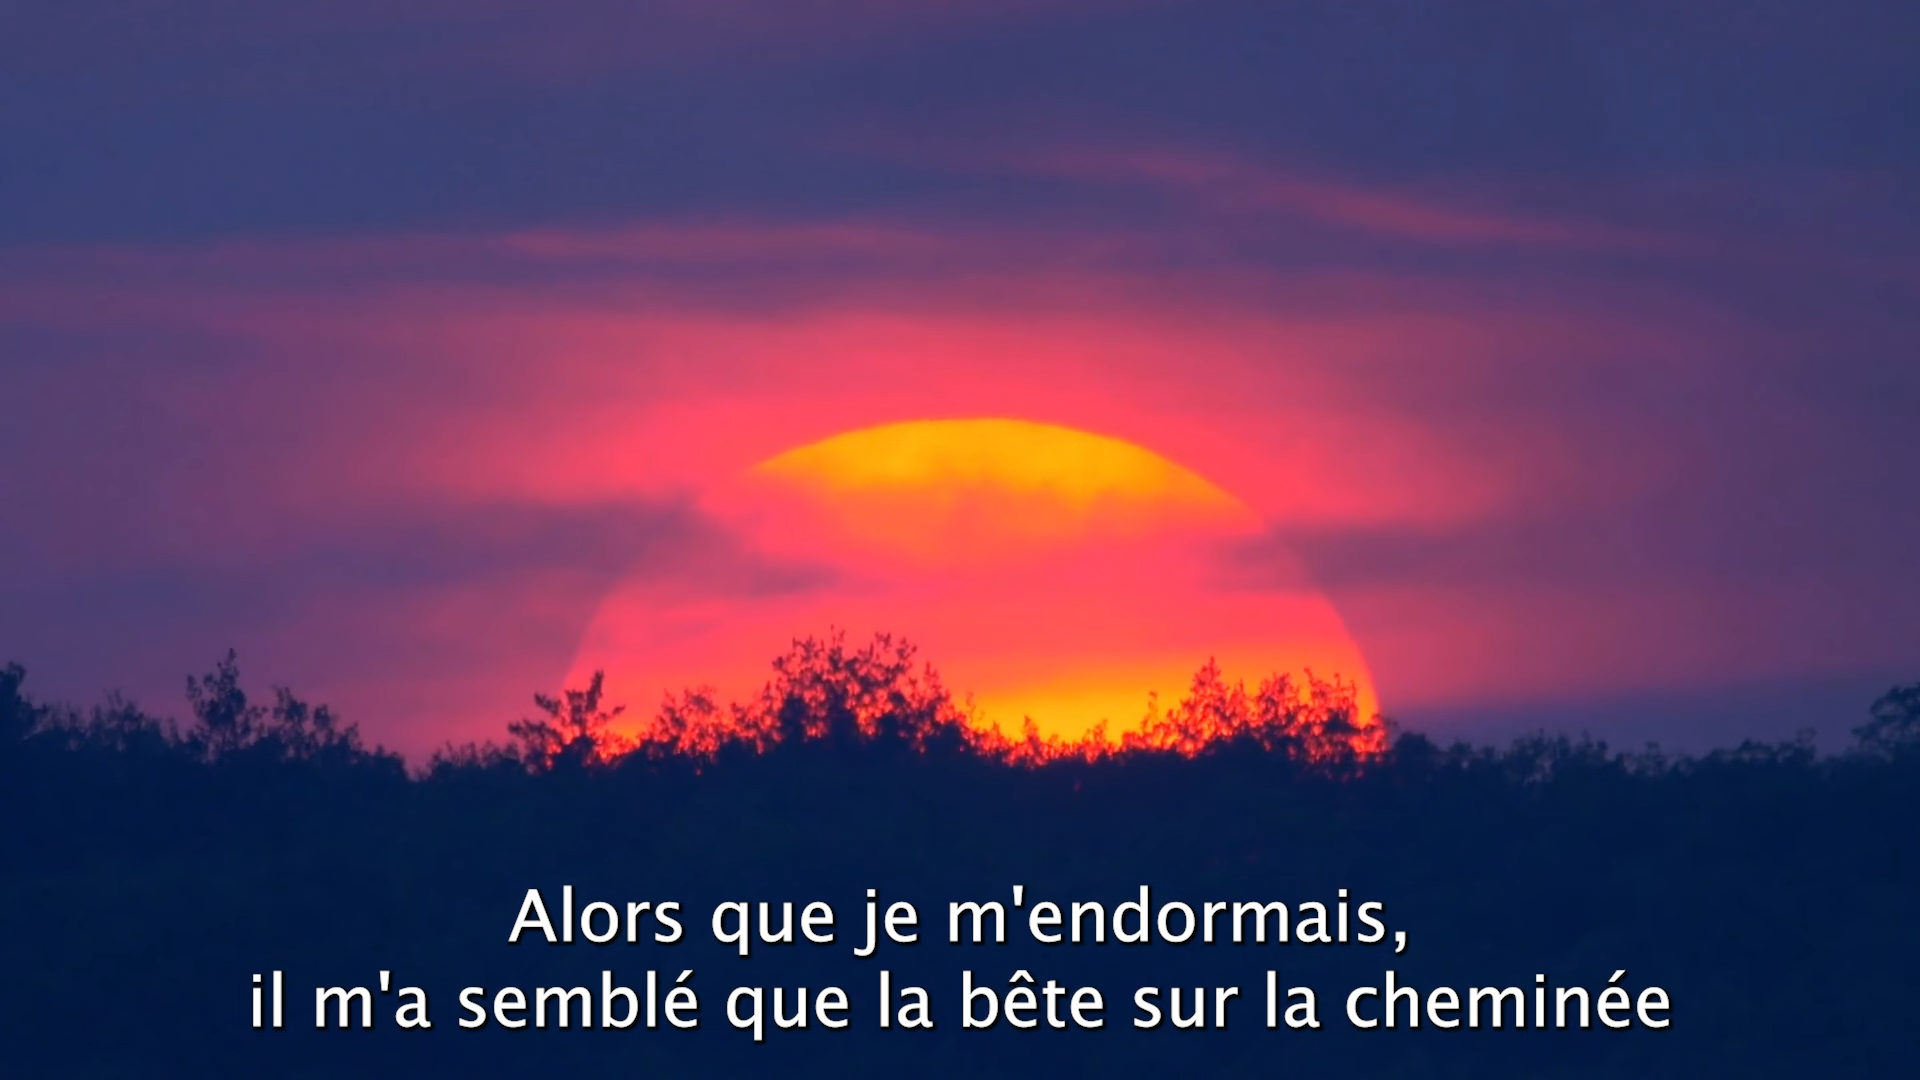 Alors que je m'endormais,
il m'a semblé que la bête sur la cheminée